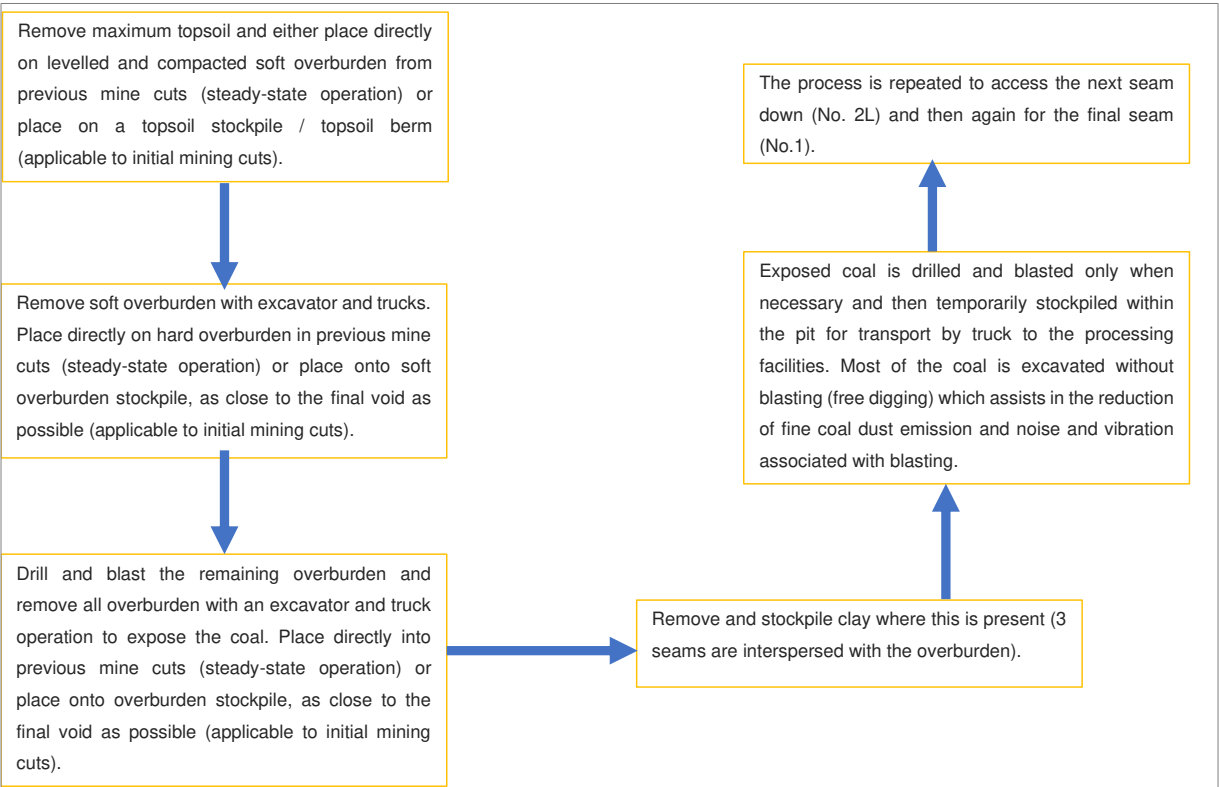 Remove maximum topsoil and either place directly
on levelled and compacted soft overburden from
previous mine cuts (steady-state operation) or
place on a topsoil stockpile / topsoil berm
(applicable to initial mining cuts).
Remove soft overburden with excavator and trucks.
Place directly on hard overburden in previous mine
cuts (steady-state operation) or place onto soft
overburden stockpile, as close to the final void as
possible (applicable to initial mining cuts).
Drill and blast the remaining overburden and
remove all overburden with an excavator and truck
operation to expose the coal. Place directly into
previous mine cuts (steady-state operation) or
place onto overburden stockpile, as close to the
final void as possible (applicable to initial mining
cuts).
Remove and stockpile clay where this is present (3
seams are interspersed with the overburden).
Exposed coal is drilled and blasted only when
necessary and then temporarily stockpiled within
the pit for transport by truck to the processing
facilities. Most of the coal is excavated without
blasting (free digging) which assists in the reduction
of fine coal dust emission and noise and vibration
associated with blasting.
The process is repeated to access the next seam
down (No. 2L) and then again for the final seam
(No.1).